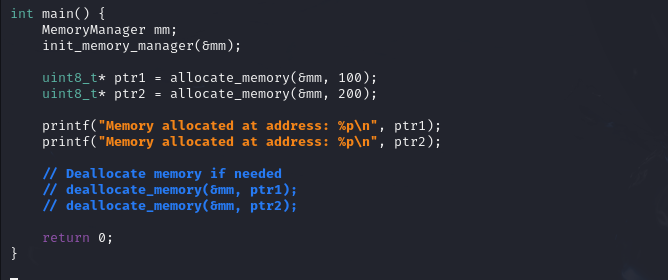 int main() {
    MemoryManager mm;
    init_memory_manager(&mm);

    uint8_t* ptr1 = allocate_memory(&mm, 100);
    uint8_t* ptr2 = allocate_memory(&mm, 200);

    printf("Memory allocated at address: %p\n", ptr1);
    printf("Memory allocated at address: %p\n", ptr2);

    // Deallocate memory if needed
    // deallocate_memory(&mm, ptr1);
    // deallocate_memory(&mm, ptr2);

    return 0;
}